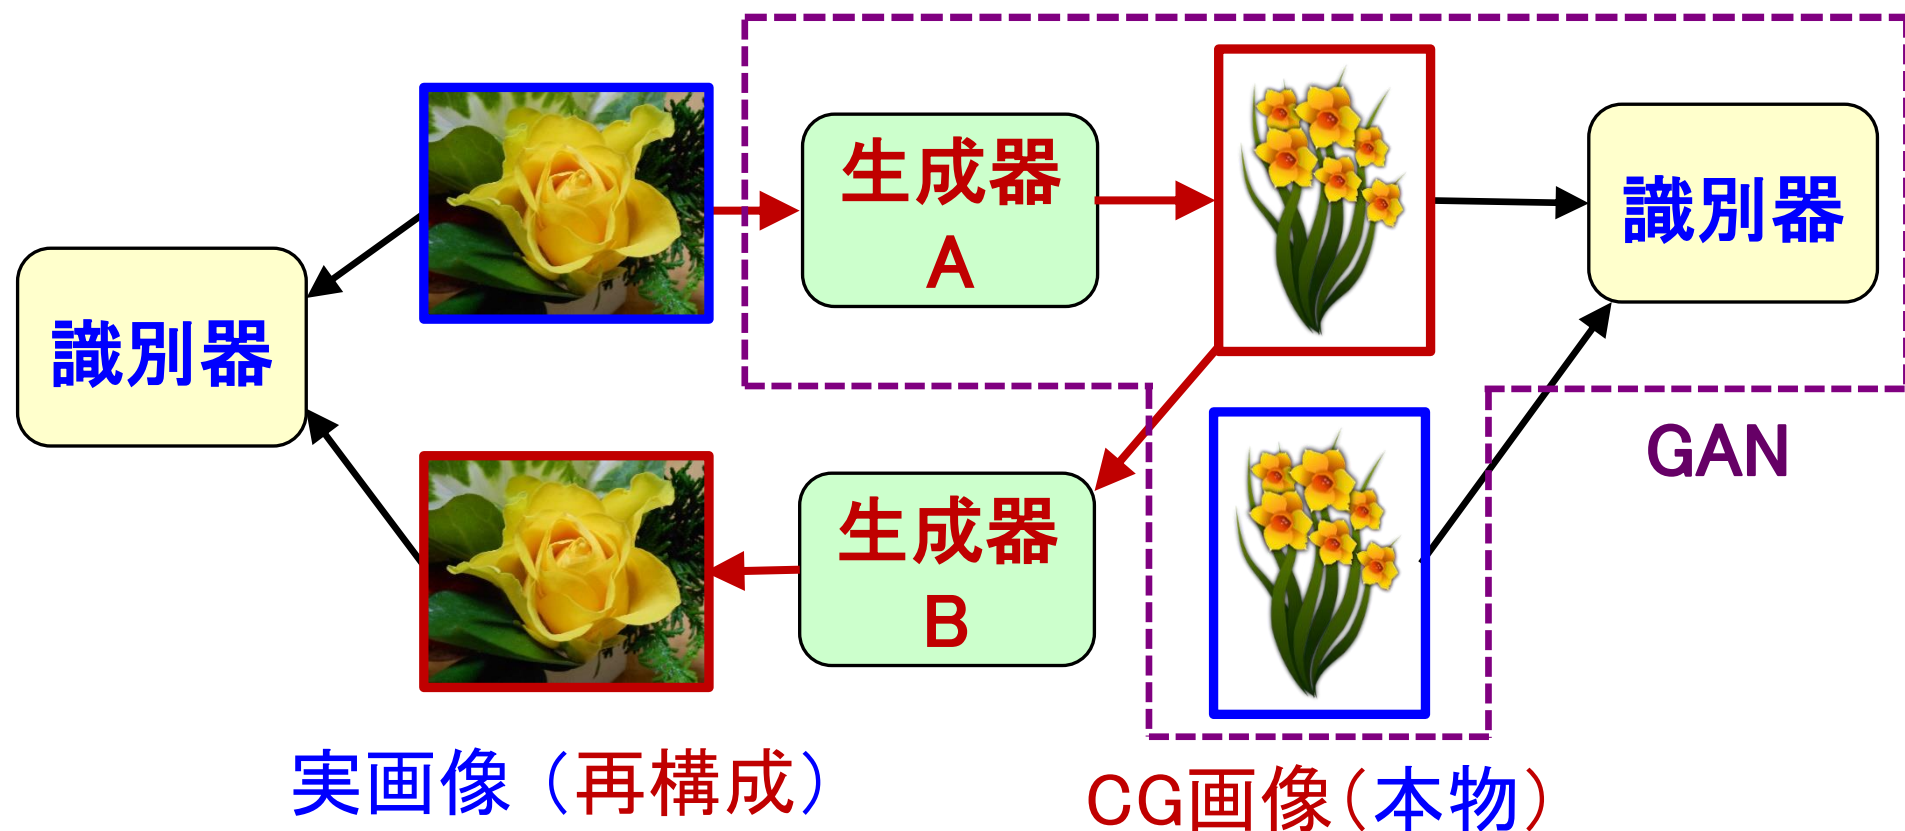 生成器
A
識別器
識別器
GAN
生成器
B
実画像（再構成）
CG画像（本物）